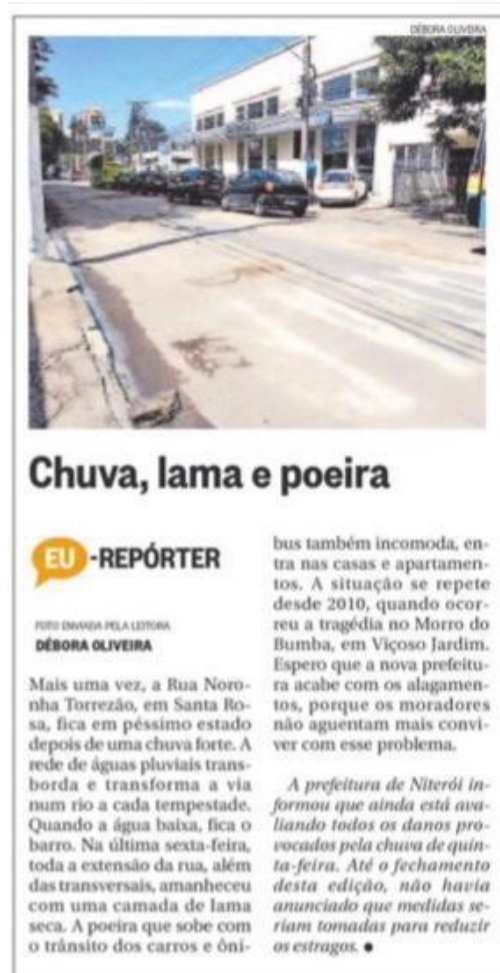 DÉBORA OLIVEIRA
Chuva, lama e poeira
EU -REPÓRTER
FOTO ENVIADA PELA LEITORA
DÉBORA OLIVEIRA
Mais uma vez, a Rua Noro-
nha Torrezão, em Santa Ro-
sa, fica em péssimo estado
depois de uma chuva forte. A
rede de águas pluviais trans-
borda e transforma a via
num rio a cada tempestade.
Quando a água baixa, fica o
barro. Na última sexta-feira,
toda a extensão da rua, além
das transversais, amanheceu
com uma camada de lama
seca. A poeira que sobe com
o trânsito dos carros e ôni-
bus também incomoda, en-
tra nas casas e apartamen-
tos. A situação se repete
desde 2010, quando ocor-
reu a tragédia no Morro do
Bumba, em Viçoso Jardim.
Espero que a nova prefeitu-
ra acabe com os alagamen-
tos, porque os moradores
não aguentam mais convi-
ver com esse problema.
A prefeitura de Niterói in-
formou que ainda está ava-
liando todos os danos pro-
vocados pela chuva de quin-
ta-feira. Até o fechamento
desta edição, não havia
anunciado que medidas se-
riam tomadas para reduzir
os estragos. ●